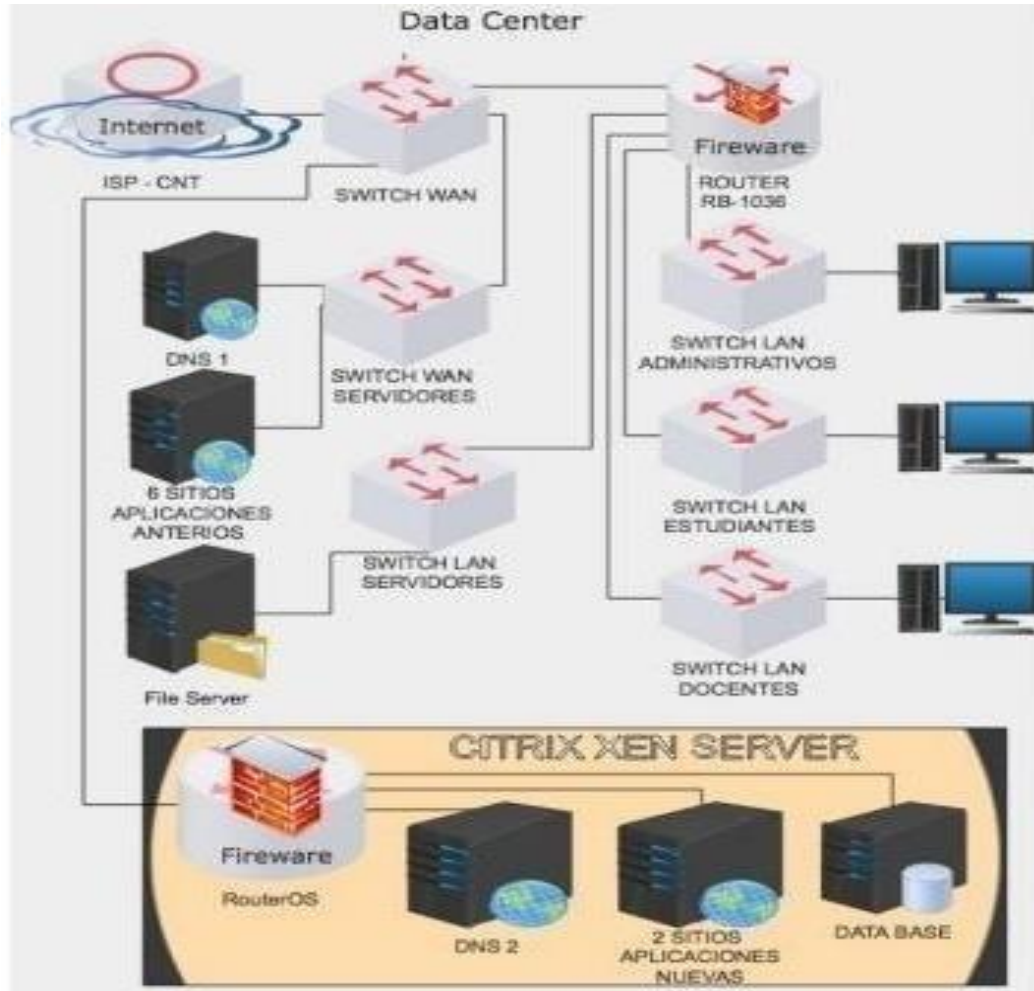 Data Center
Internet
ISP - CNT
SWITCH WAN
Fireware
ROUTER
RB-1036
DNS 1
SWITCH WAN
SERVIDORES
SWITCH LAN
ADMINISTRATIVOS
6 SITIOS
APLICACIONES
ANTERIOS
SWITCH LAN
SERVIDORES
SWITCH LAN
ESTUDIANTES
File Server
SWITCH LAN
DOCENTES
CITRIX XEN SERVER
Fireware
RouterOS
DNS 2
2 SITIOS
APLICACIONES
NUEVAS
DATA BASE